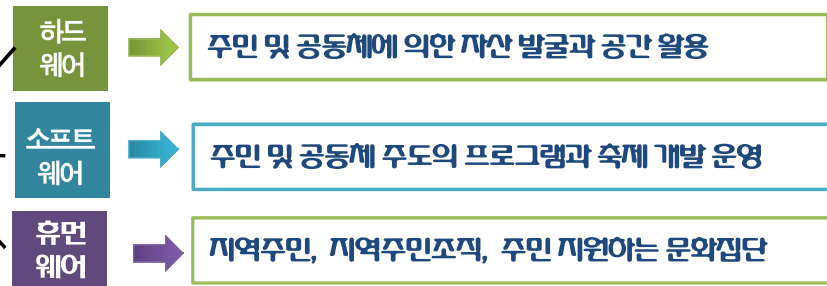 하드
웨어
주민 및 공동체에 의한 자산 발굴과 공간 활용
소프트
웨어
주민 및 공동체 주도의 프로그램과 축제 개발 운영
휴먼
웨어
지역주민, 지역주민조직, 주민 지원하는 문화집단